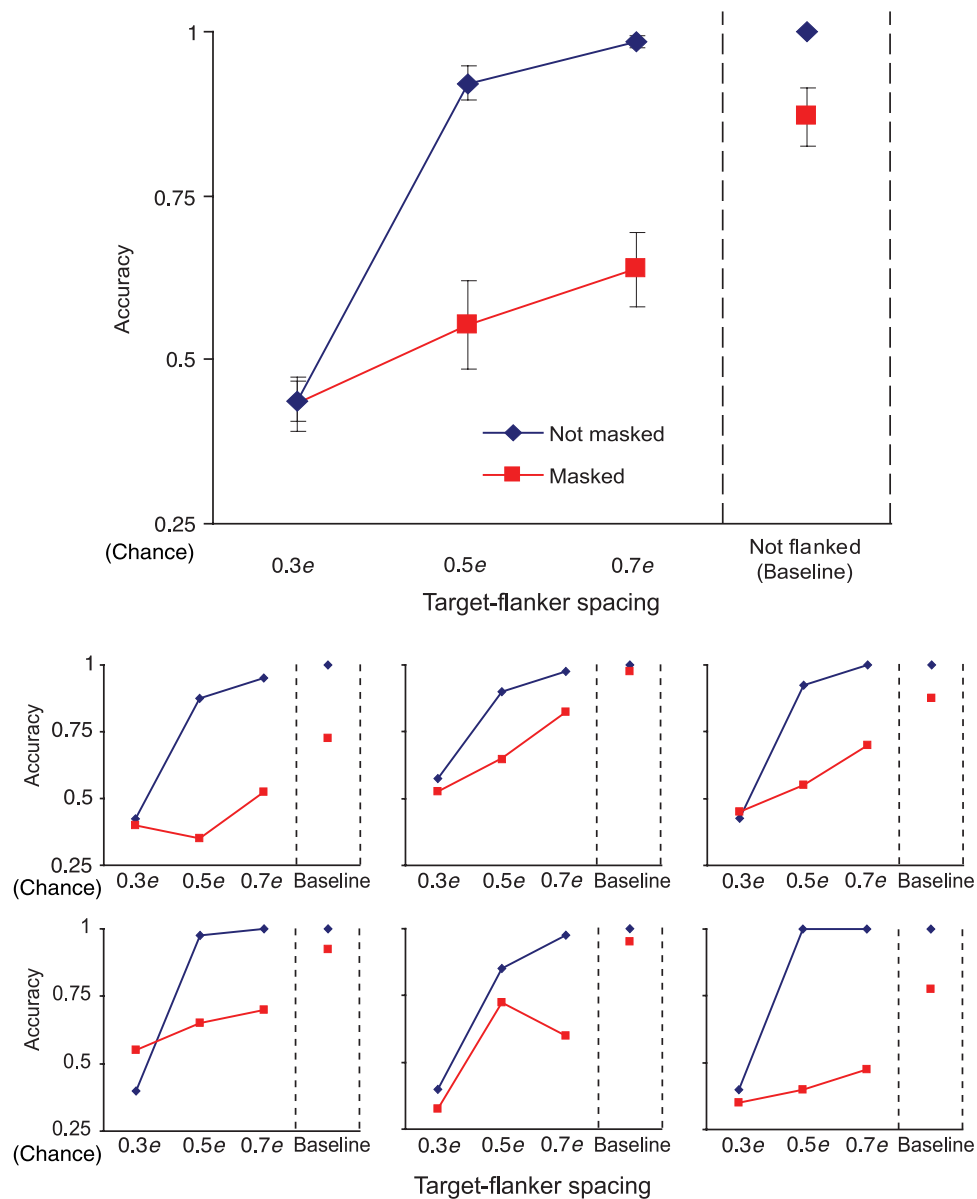 1
0.75
Accuracy
0.5
Not masked
Masked
0.25
(Chance)
0.3e 0.5e 0.7e
Not flanked
(Baseline)
Target-flanker spacing
1
0.75
Accuracy
0.5
0.25
(Chance)
0.3e 0.5e 0.7e Baseline 0.3e 0.5e 0.7e Baseline 0.3e 0.5e 0.7e Baseline
1
0.75
Accuracy
0.5
0.25
(Chance)
0.3e 0.5e 0.7e Baseline 0.3e 0.5e 0.7e Baseline 0.3e 0.5e 0.7e Baseline
Target-flanker spacing